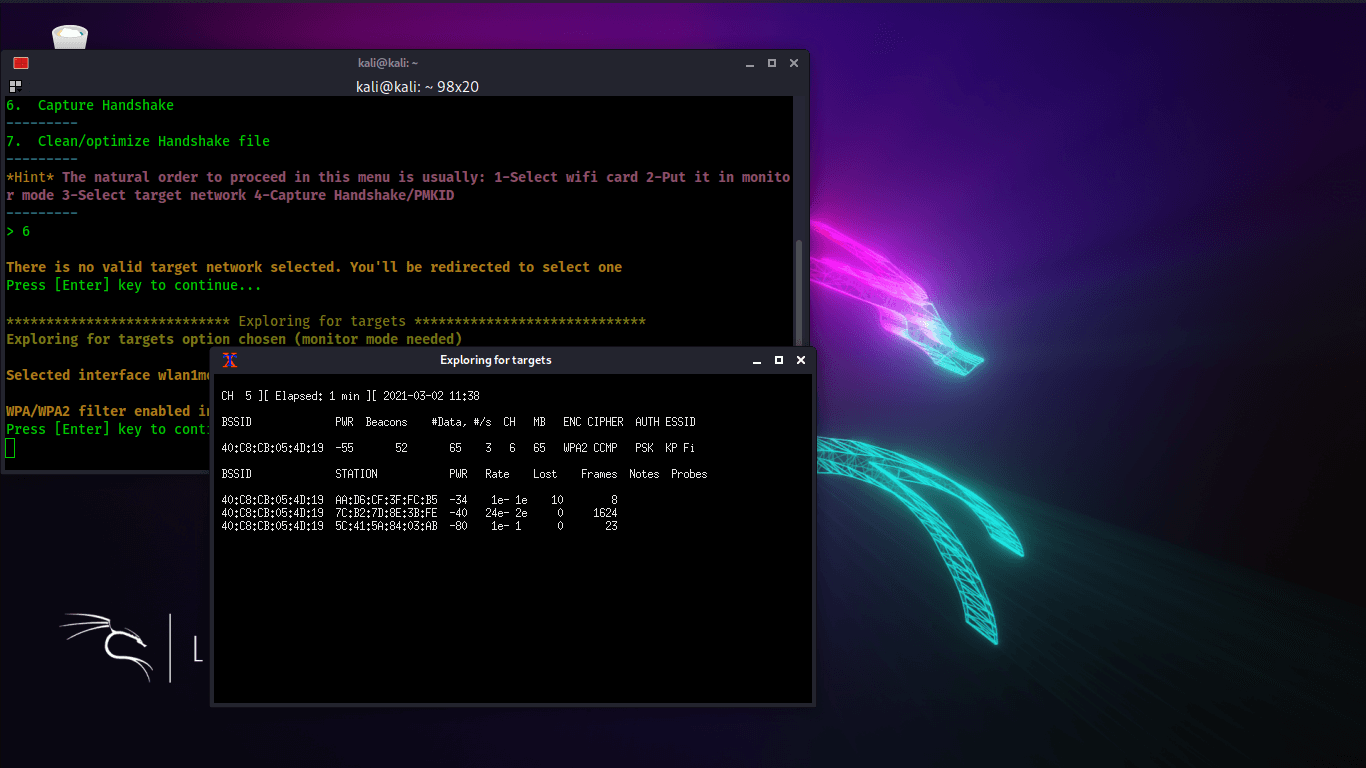 kali@kali: ~
kali@kali: ~ 98x20
6.  Capture Handshake
---------
7.  Clean/optimize Handshake file
---------
*Hint* The natural order to proceed in this menu is usually: 1-Select wifi card 2-Put it in monito
r mode 3-Select target network 4-Capture Handshake/PMKID
---------
> 6
There is no valid target network selected. You'll be redirected to select one
Press [Enter] key to continue...
**************************** Exploring for targets *****************************
Exploring for targets option chosen (monitor mode needed)
Selected interface wlan1mo
WPA/WPA2 filter enabled in
Press [Enter] key to conti
Exploring for targets
CH  5 ][ Elapsed: 1 min ][ 2021-03-02 11:38
BSSID              PWR  Beacons    #Data, #/s  CH   MB   ENC CIPHER  AUTH ESSID
40:C8:CB:05:4D:19  -55       52       65    3   6   65   WPA2 CCMP   PSK  KP Fi
BSSID              STATION            PWR   Rate    Lost    Frames  Notes  Probes
40:C8:CB:05:4D:19  AA:D6:CF:3F:FC:B5  -34    1e- 1e    10        8
40:C8:CB:05:4D:19  7C:B2:7D:8E:3B:FE  -40   24e- 2e     0     1624
40:C8:CB:05:4D:19  5C:41:5A:84:03:AB  -80    1e- 1      0       23
L